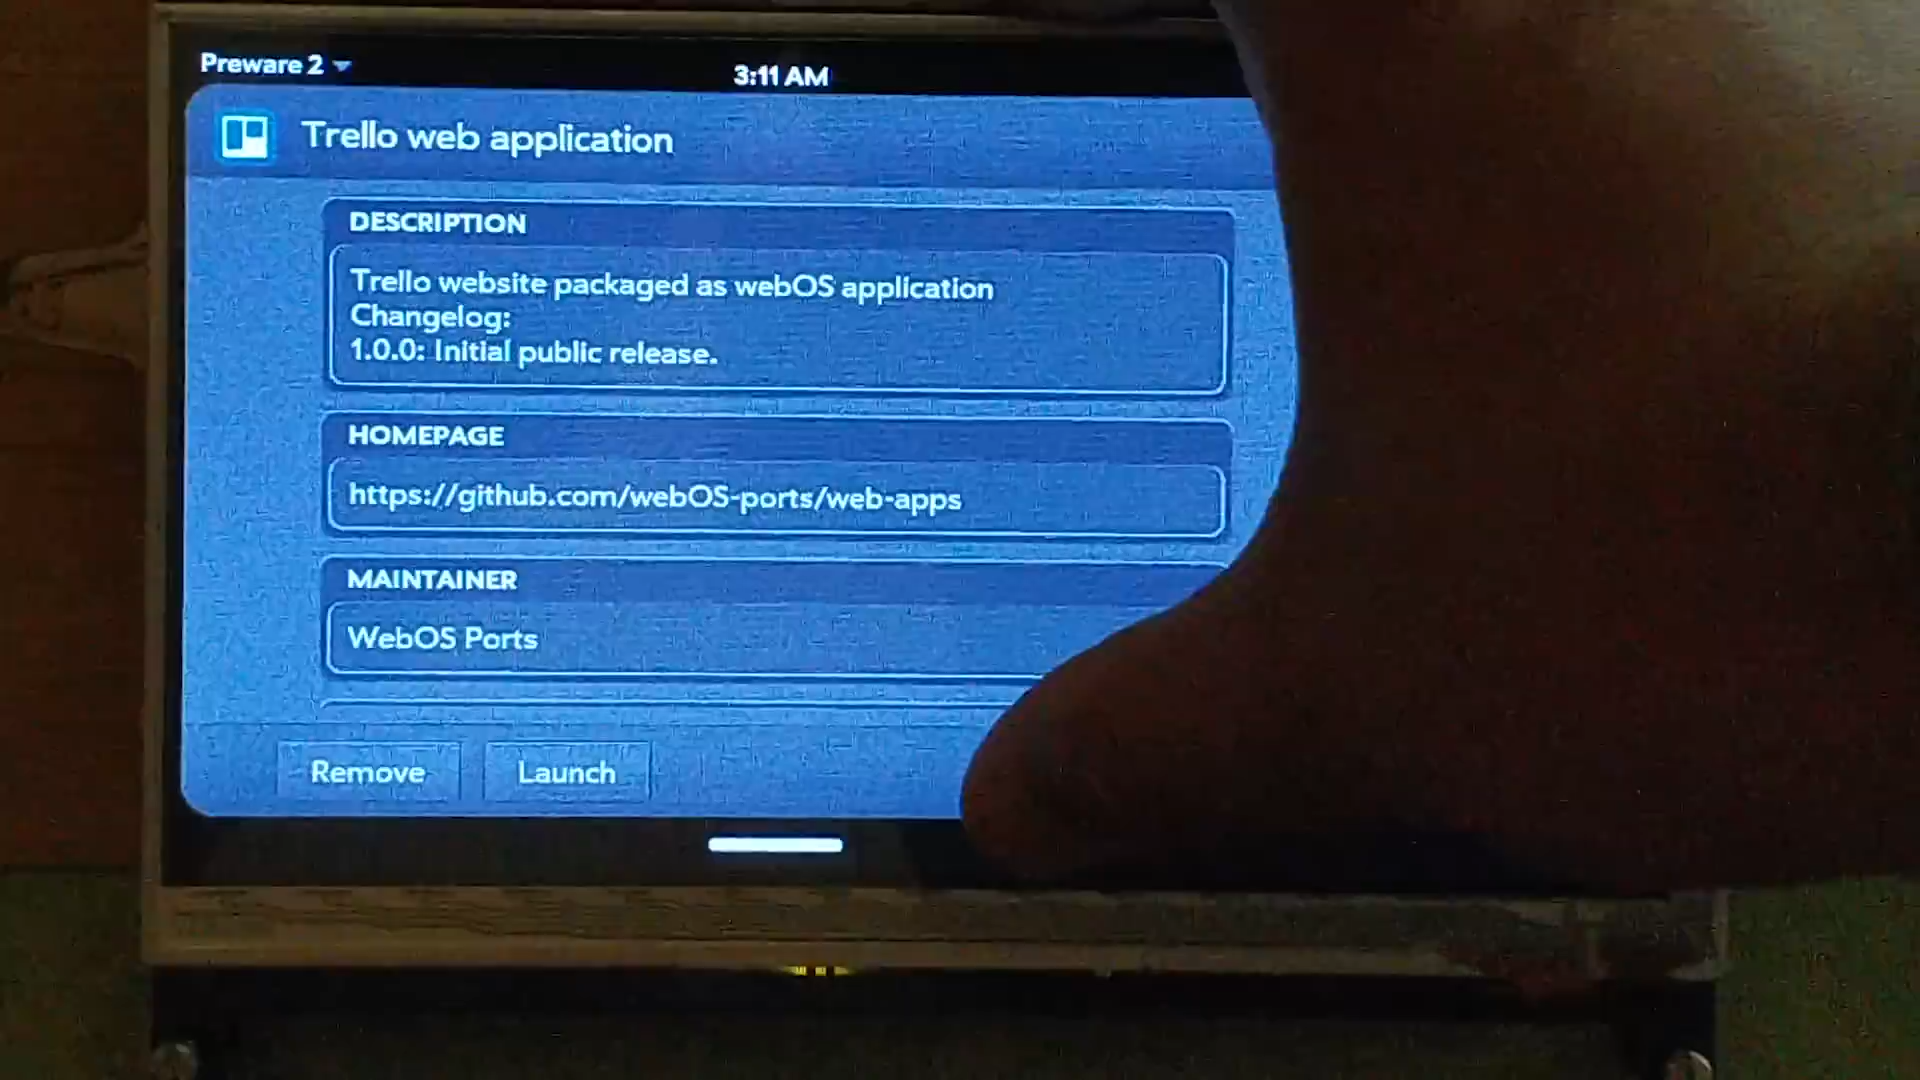 Preware 2
3:11 AM
Trello web application
DESCRIPTION
Trello website packaged as webOS application
Changelog:
1.0.0: Initial public release.
HOMEPAGE
https://github.com/webOS-ports/web-apps
MAINTAINER
WebOS Ports
Remove
Launch